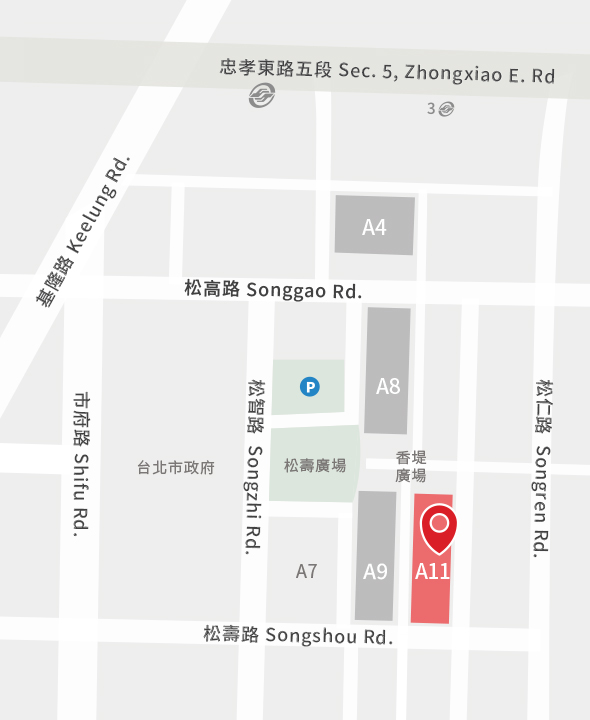 忠孝東路五段 Sec. 5, Zhongxiao E. Rd
3
基隆路 Keelung Rd.
A4
松高路 Songgao Rd.
A8
P
市府路 Shifu Rd.
松智路 Songzhi Rd.
松仁路 Songren Rd.
台北市政府
松壽廣場
香堤
廣場
A7
A9
A11
松壽路 Songshou Rd.